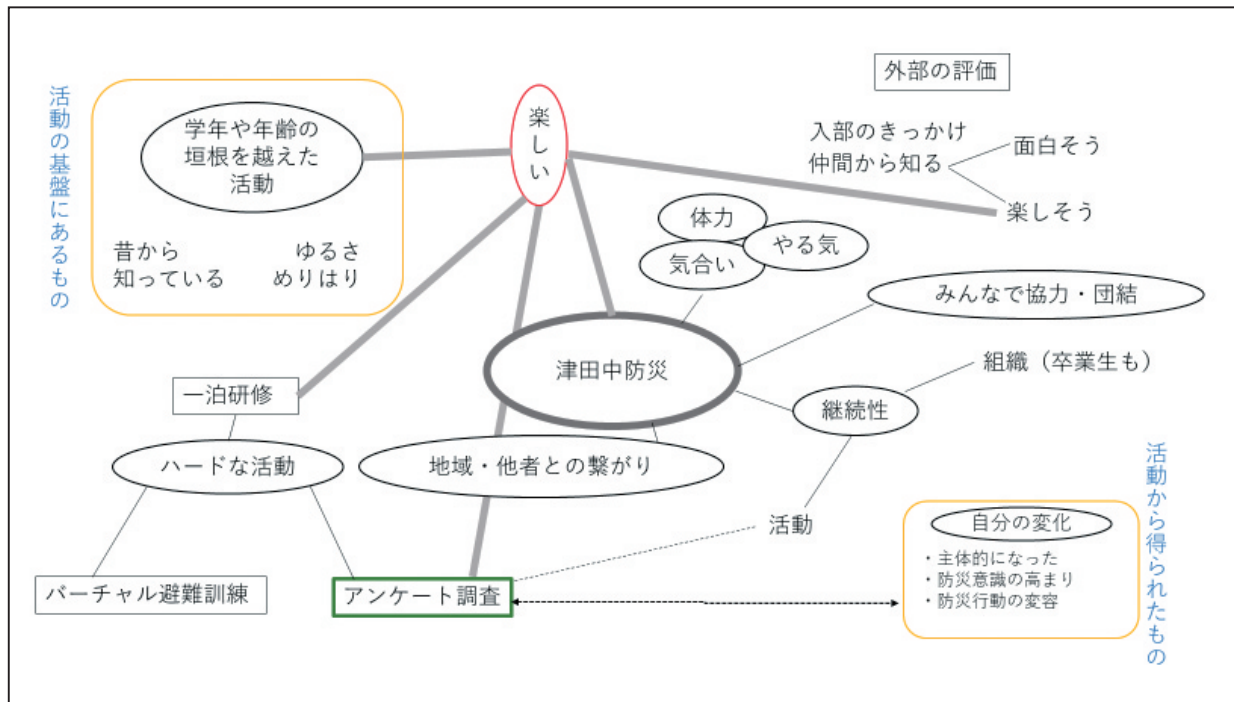 活動の基盤にあるもの
学年や年齢の
垣根を越えた
活動
昔から
知っている
ゆるさ
めりはり
楽しい
外部の評価
入部のきっかけ
仲間から知る
面白そう
楽しそう
体力
気合い
やる気
みんなで協力・団結
津田中防災
組織（卒業生も）
継続性
一泊研修
ハードな活動
地域・他者との繋がり
活動
バーチャル避難訓練
アンケート調査
自分の変化
・主体的になった
・防災意識の高まり
・防災行動の変容
活動から得られたもの